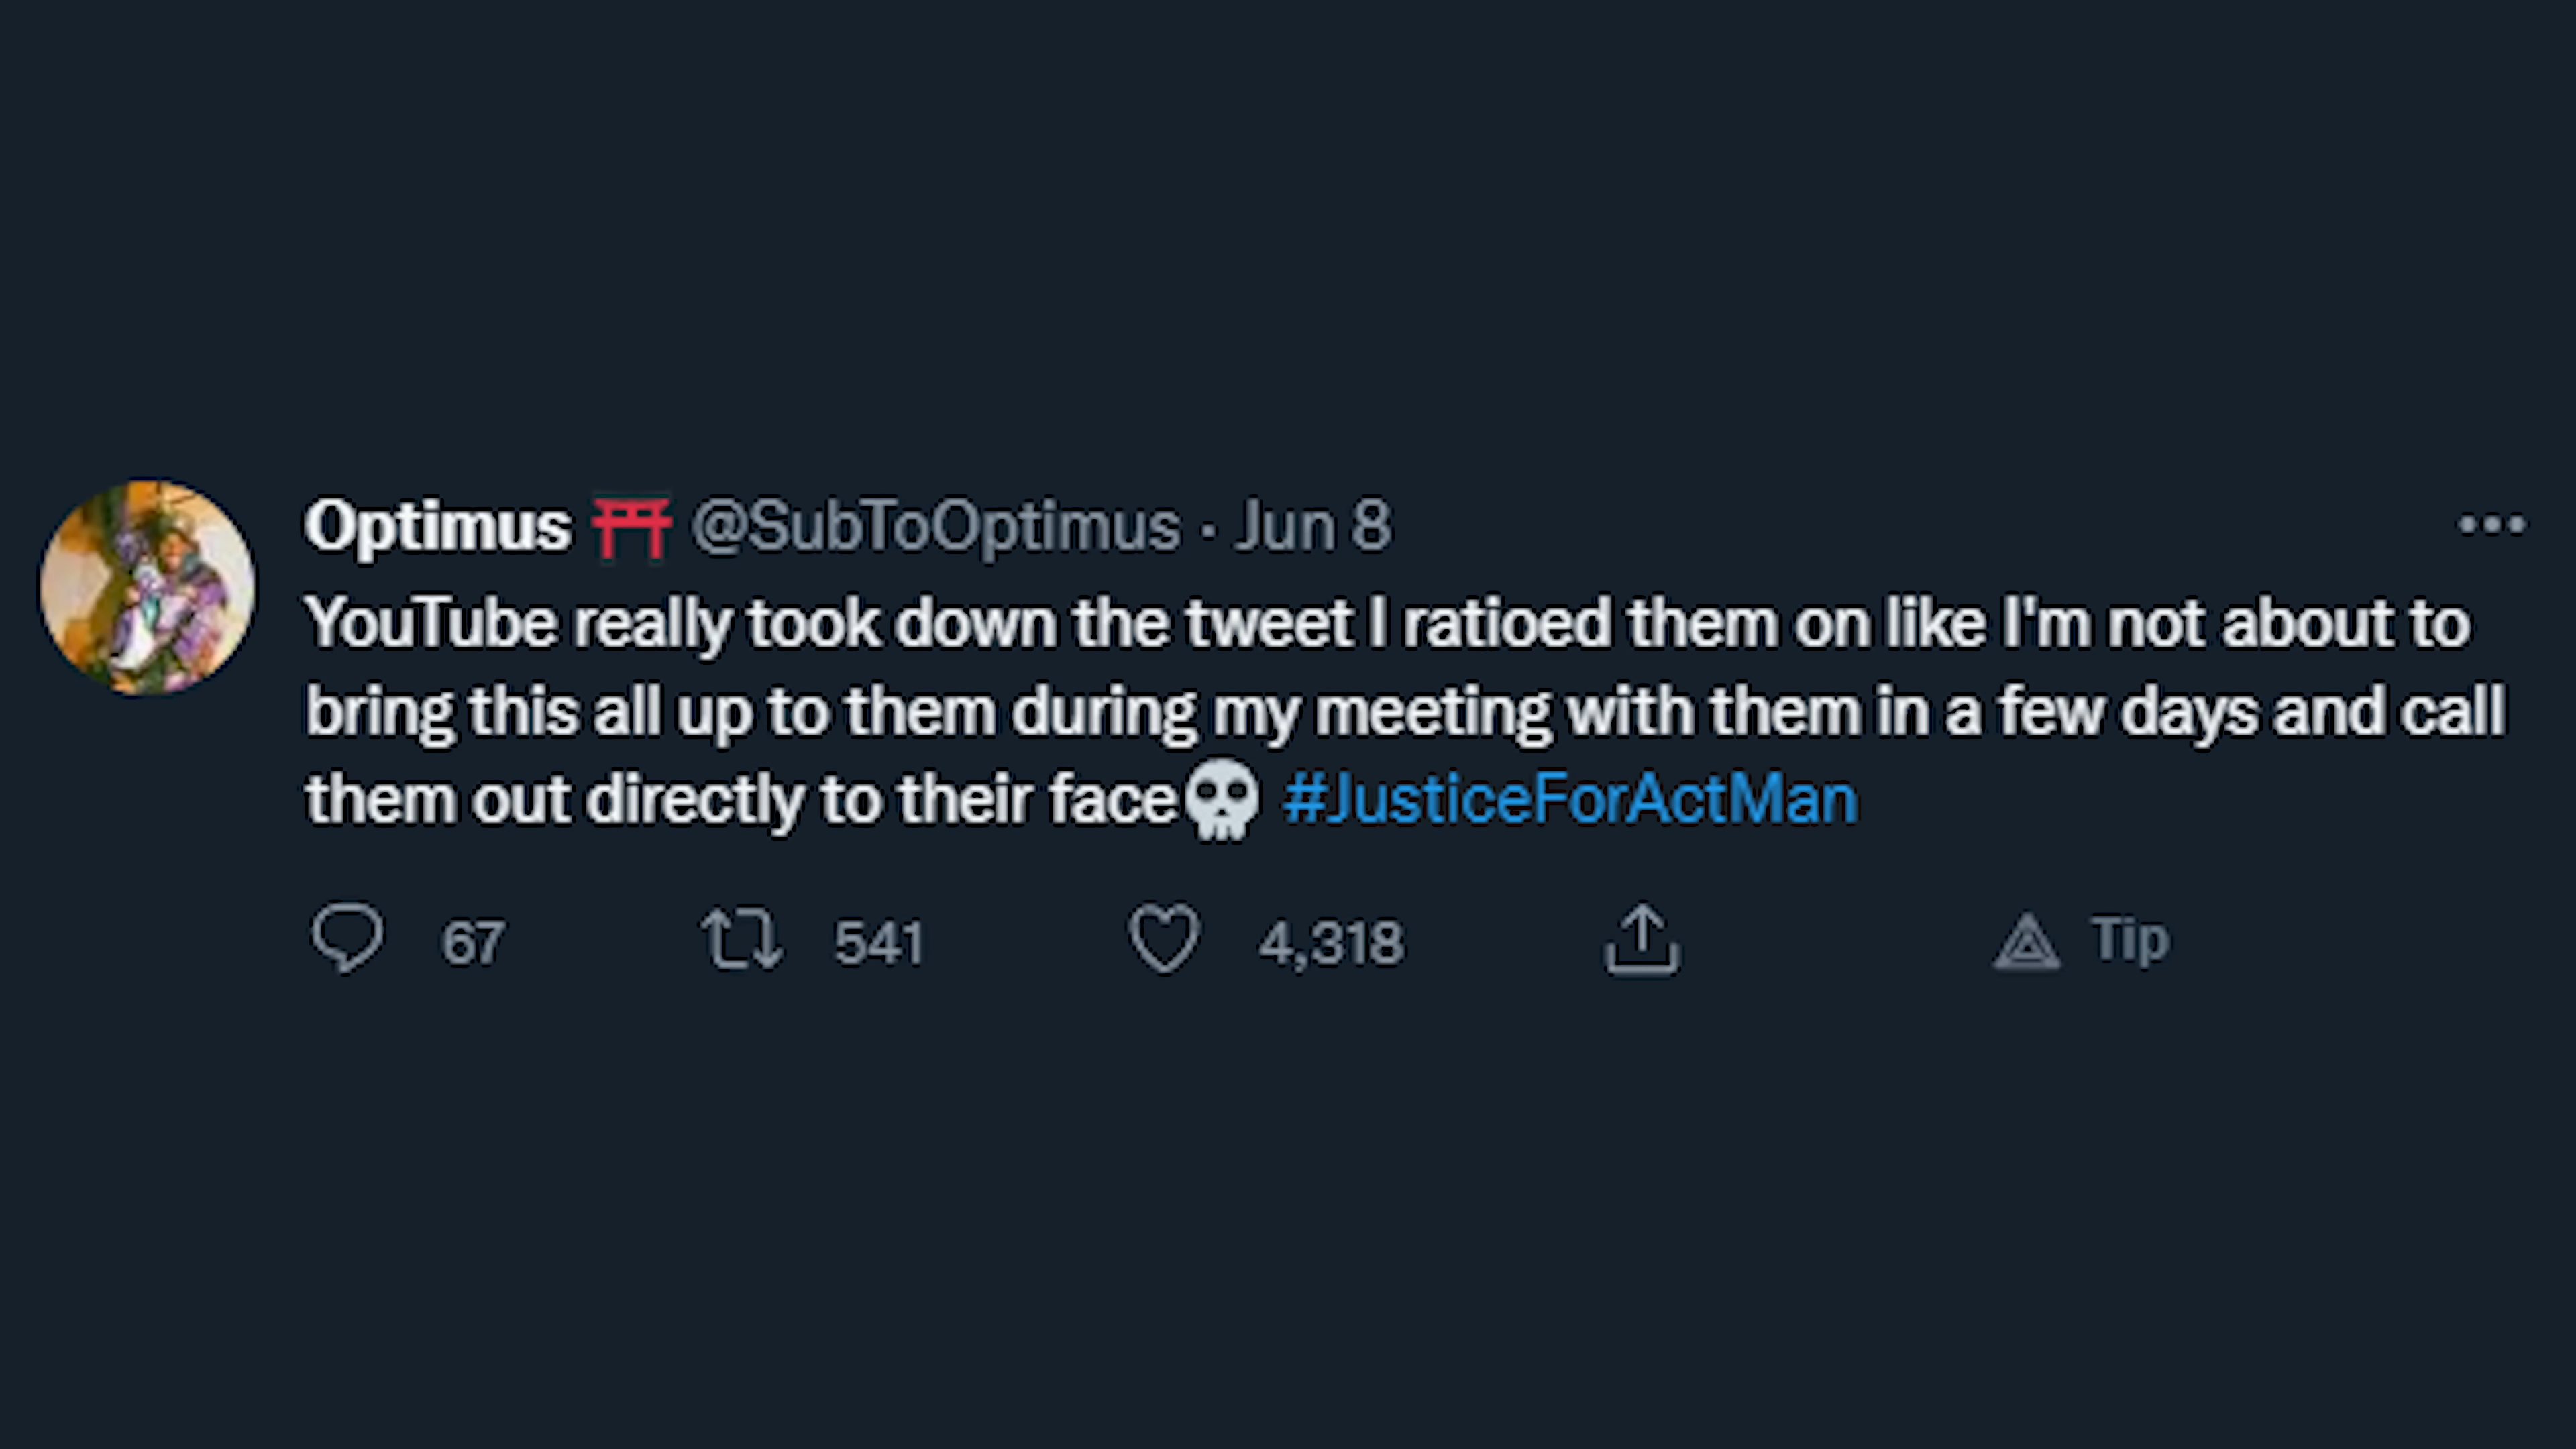 Optimus ⛩ @SubToOptimus · Jun 8
YouTube really took down the tweet I ratioed them on like I'm not about to
bring this all up to them during my meeting with them in a few days and call
them out directly to their face💀 #JusticeForActMan
67 541 4,318 Tip